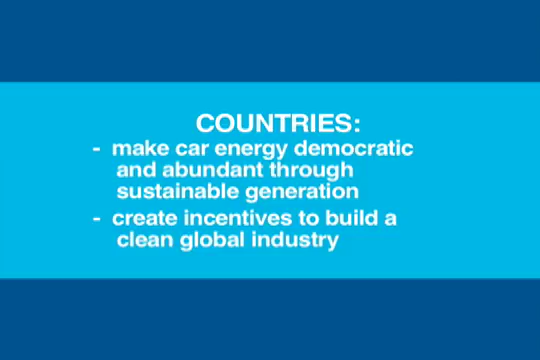 COUNTRIES:
- make car energy democratic
and abundant through
sustainable generation
- create incentives to build a
clean global industry